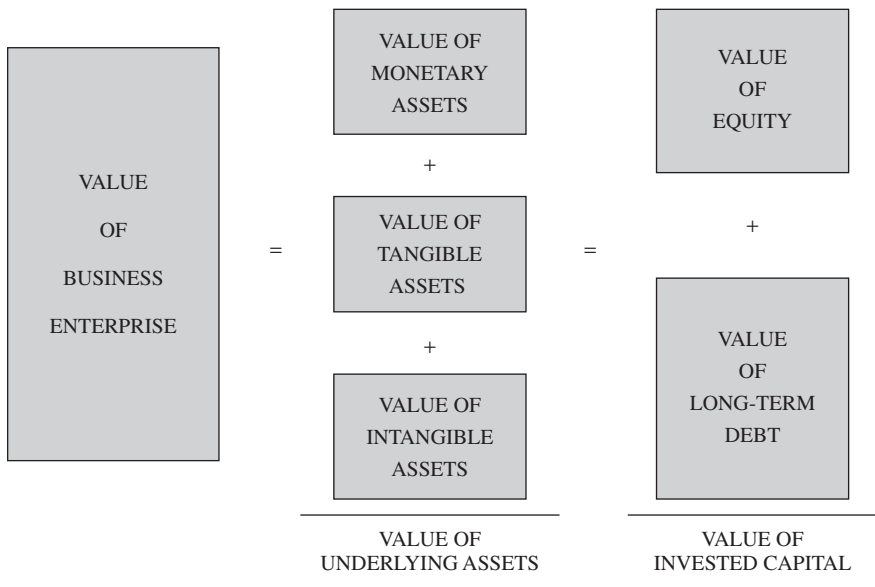 VALUE
OF
BUSINESS
ENTERPRISE
=
VALUE OF
MONETARY
ASSETS
+
VALUE OF
TANGIBLE
ASSETS
+
VALUE OF
INTANGIBLE
ASSETS
VALUE OF
UNDERLYING ASSETS
=
VALUE
OF
EQUITY
+
VALUE
OF
LONG-TERM
DEBT
VALUE OF
INVESTED CAPITAL